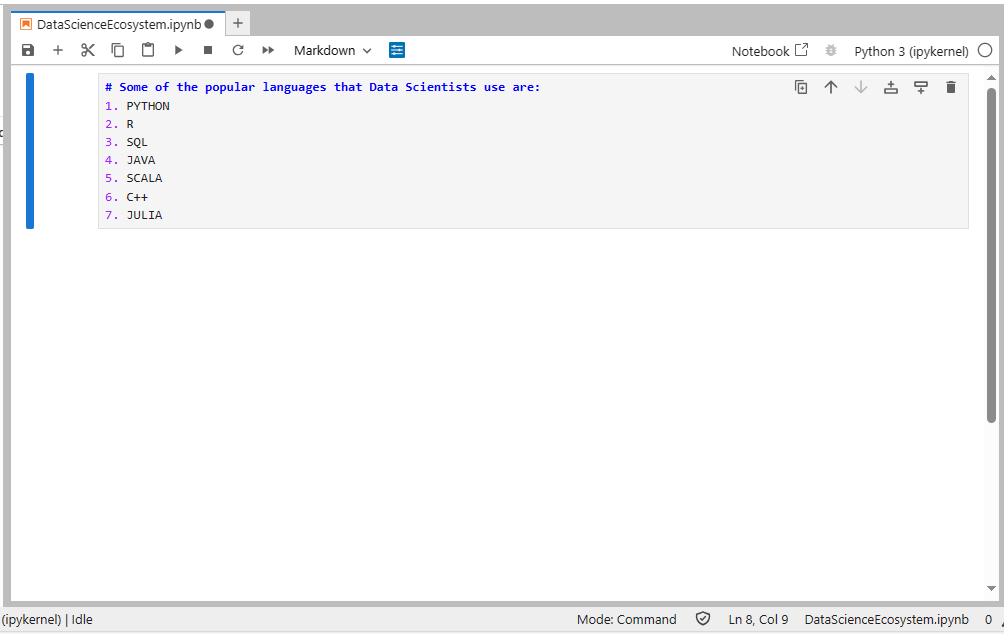 DataScienceEcosystem.ipynb
Markdown
Notebook
Python 3 (ipykernel)
# Some of the popular languages that Data Scientists use are:
1. PYTHON
2. R
3. SQL
4. JAVA
5. SCALA
6. C++
7. JULIA
(ipykernel) | Idle
Mode: Command
Ln 8, Col 9
DataScienceEcosystem.ipynb
0